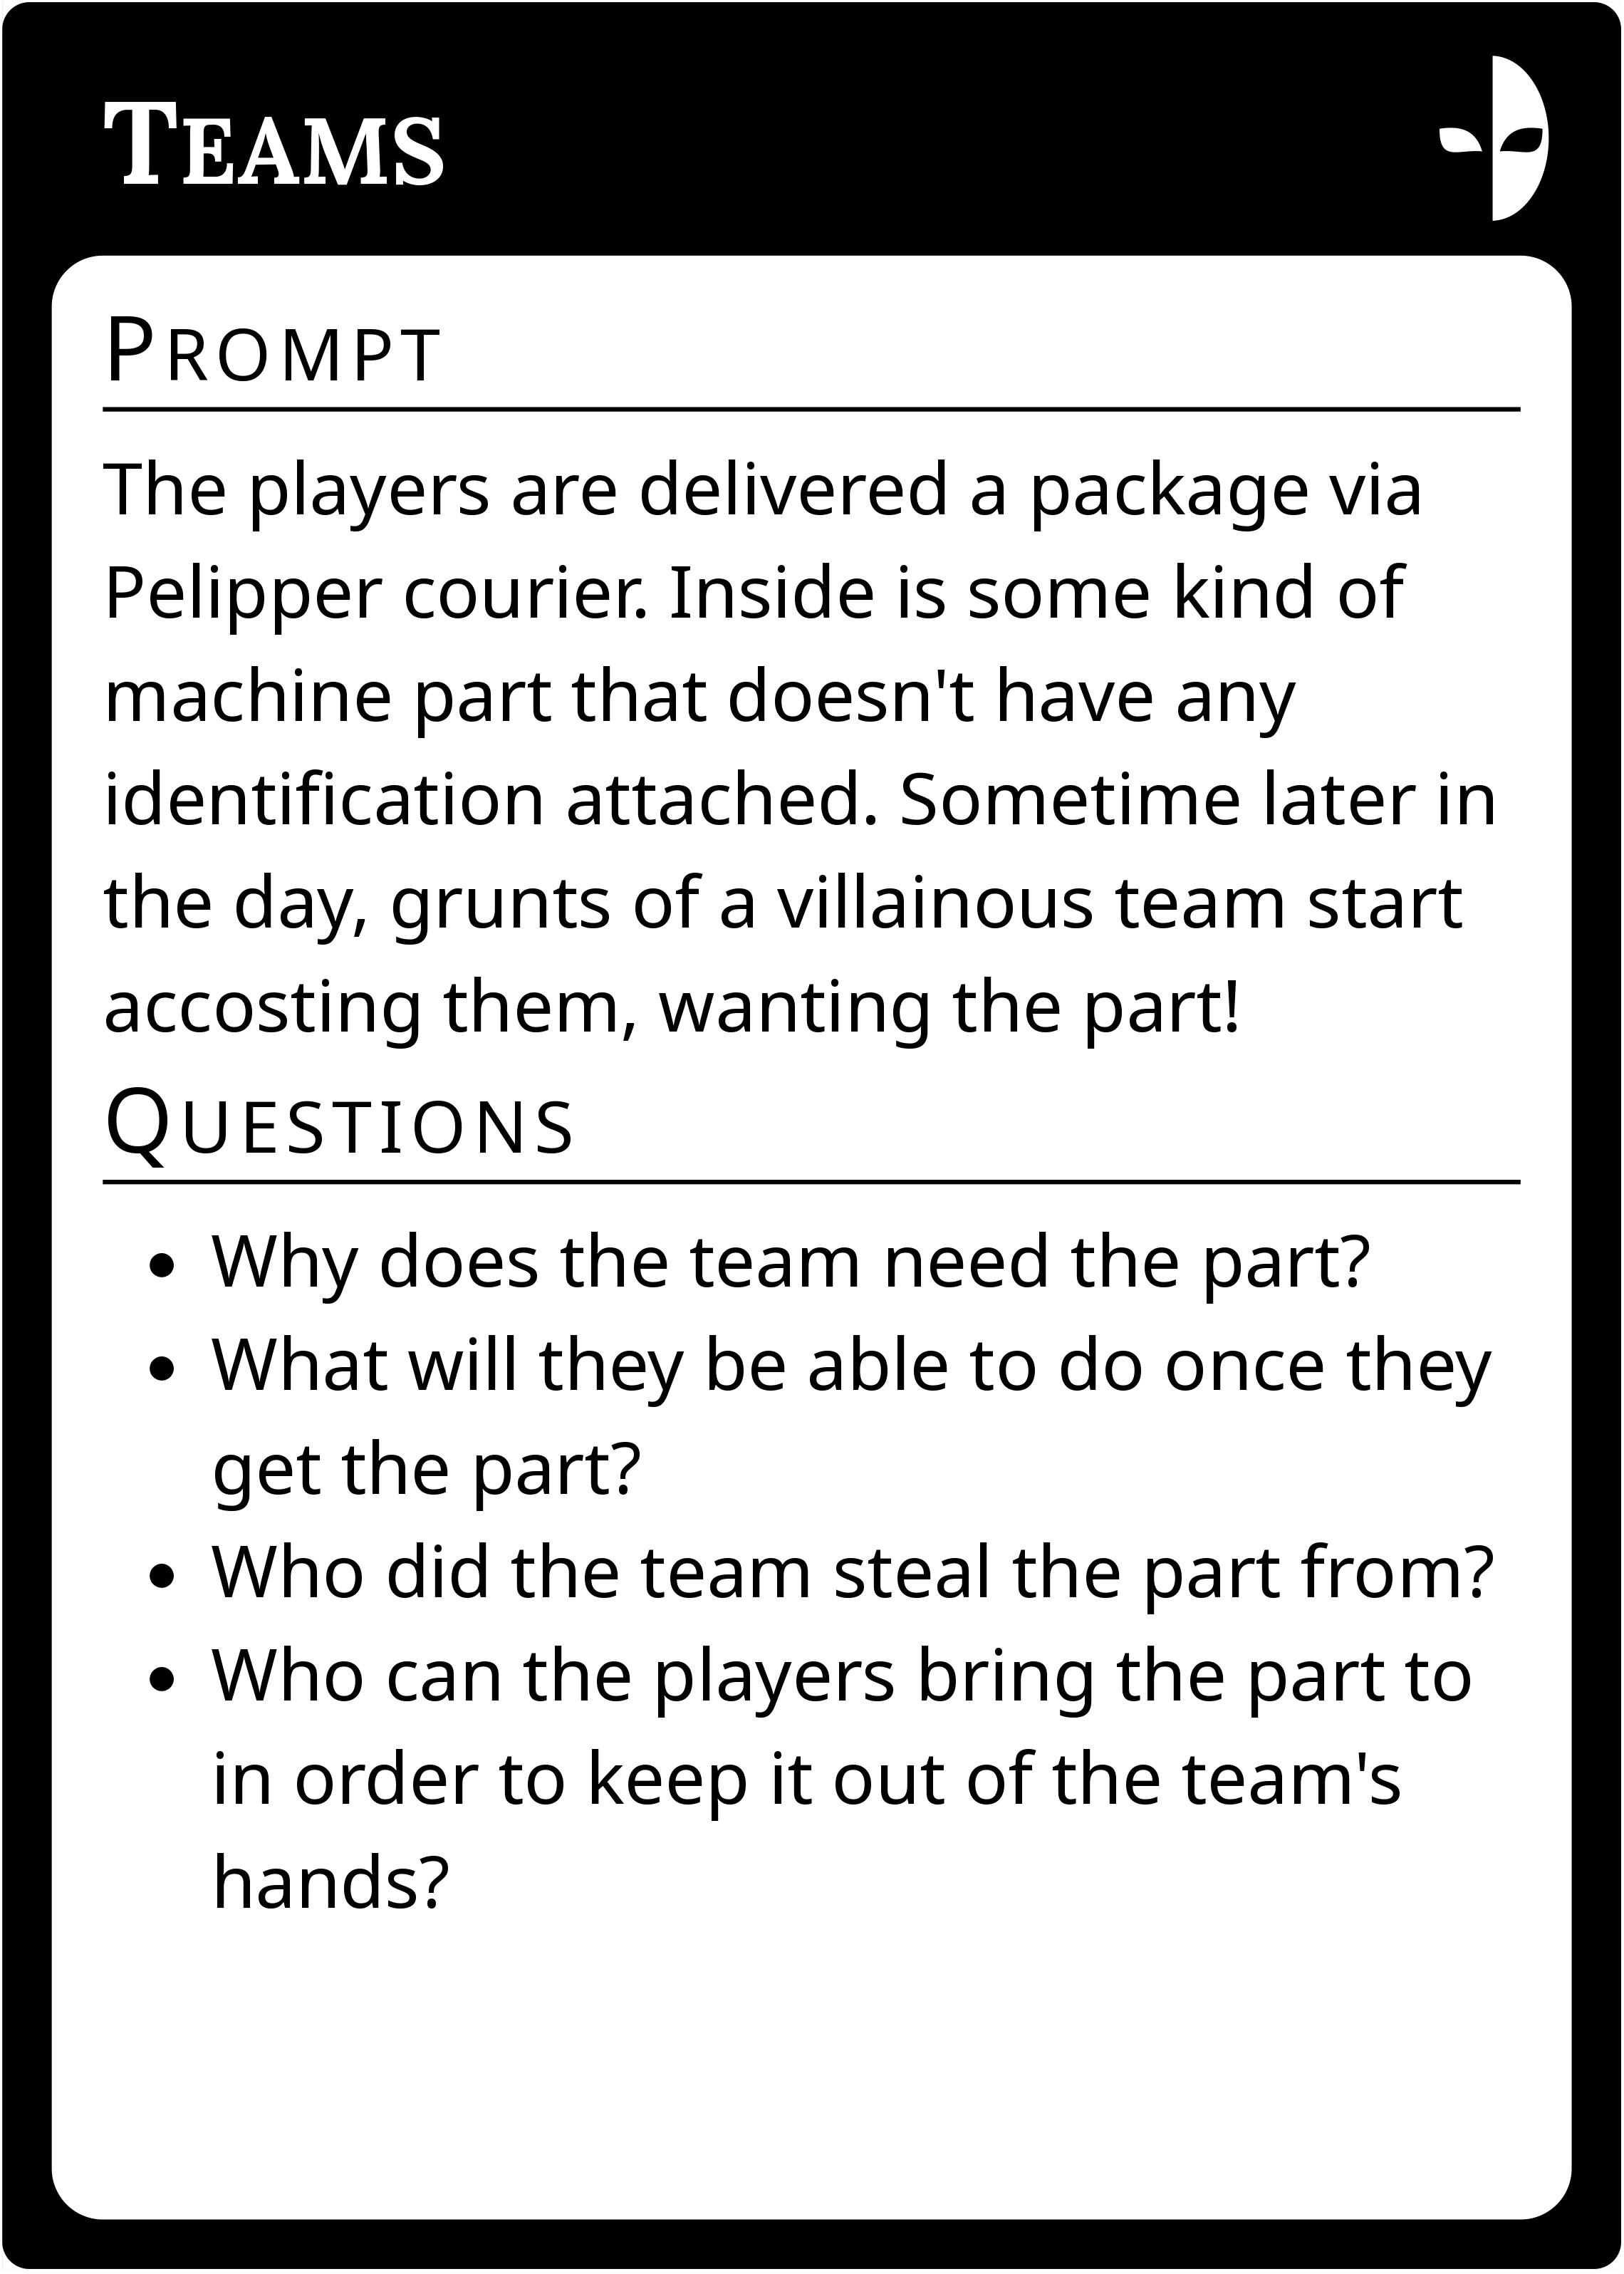 Teams
Prompt
The players are delivered a package via
Pelipper courier. Inside is some kind of
machine part that doesn't have any
identification attached. Sometime later in
the day, grunts of a villainous team start
accosting them, wanting the part!
Questions
• Why does the team need the part?
• What will they be able to do once they
get the part?
• Who did the team steal the part from?
• Who can the players bring the part to
in order to keep it out of the team's
hands?